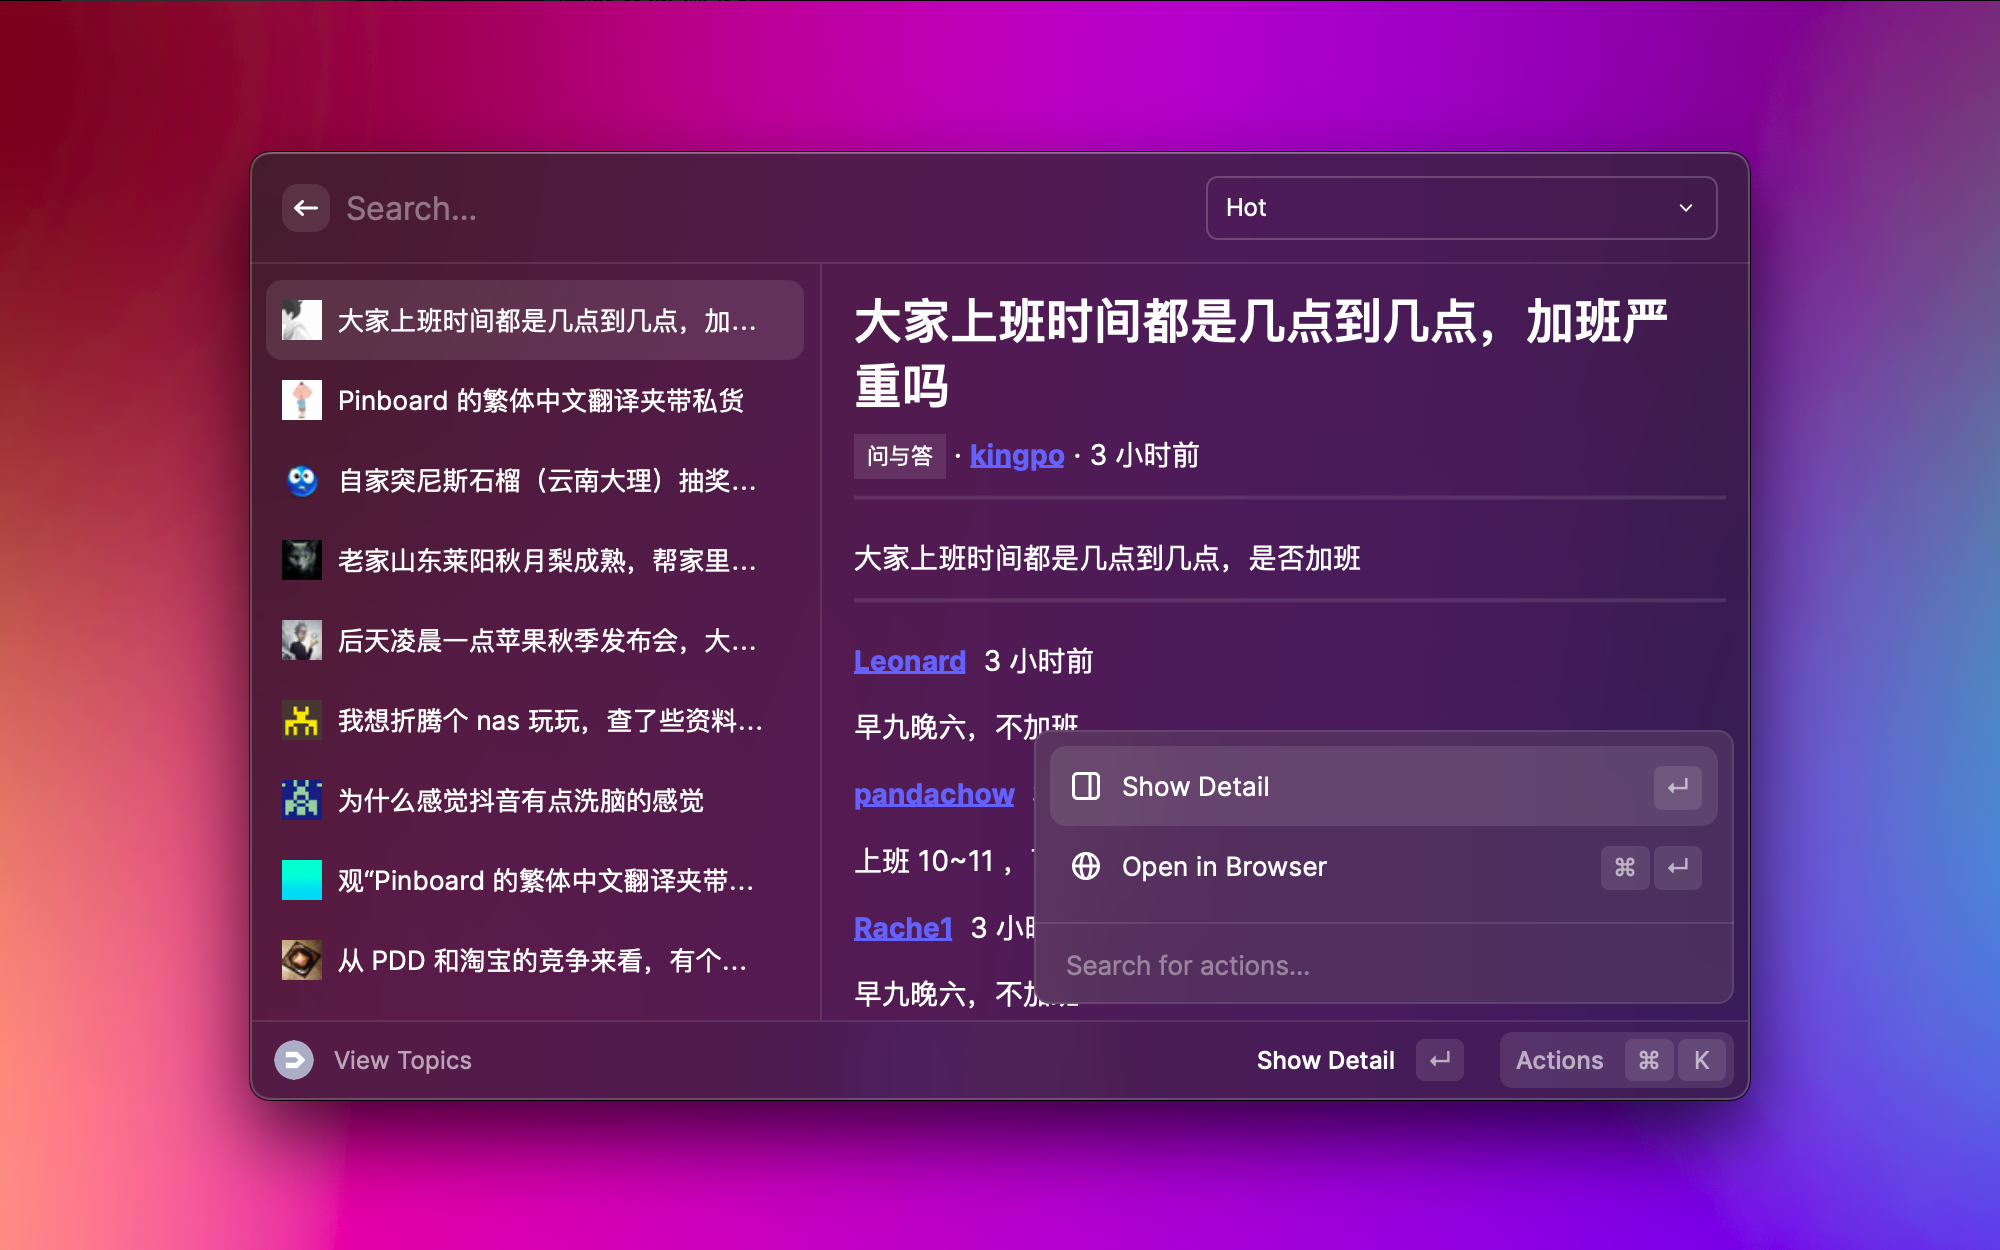 Search...
Hot
大家上班时间都是几点到几点，加...
Pinboard 的繁体中文翻译夹带私货
自家突尼斯石榴（云南大理）抽奖...
老家山东莱阳秋月梨成熟，帮家里...
后天凌晨一点苹果秋季发布会，大...
我想折腾个 nas 玩玩，查了些资料...
为什么感觉抖音有点洗脑的感觉
观“Pinboard 的繁体中文翻译夹带...
从 PDD 和淘宝的竞争来看，有个...
大家上班时间都是几点到几点，加班严
重吗
问与答 · kingpo · 3 小时前
大家上班时间都是几点到几点，是否加班
Leonard 3 小时前
早九晚六，不加班
pandachow
上班 10~11，
Rache1 3 小时
早九晚六，不加班
Show Detail ↵
Open in Browser ⌘ ↵
Search for actions...
View Topics
Show Detail ↵
Actions ⌘ K